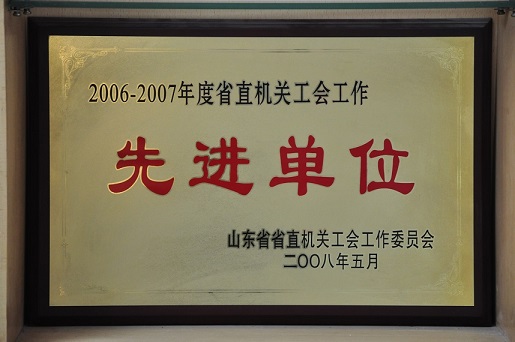 2006-2007年度省直机关工会工作
先进单位
山东省省直机关工会工作委员会
二〇〇八年五月